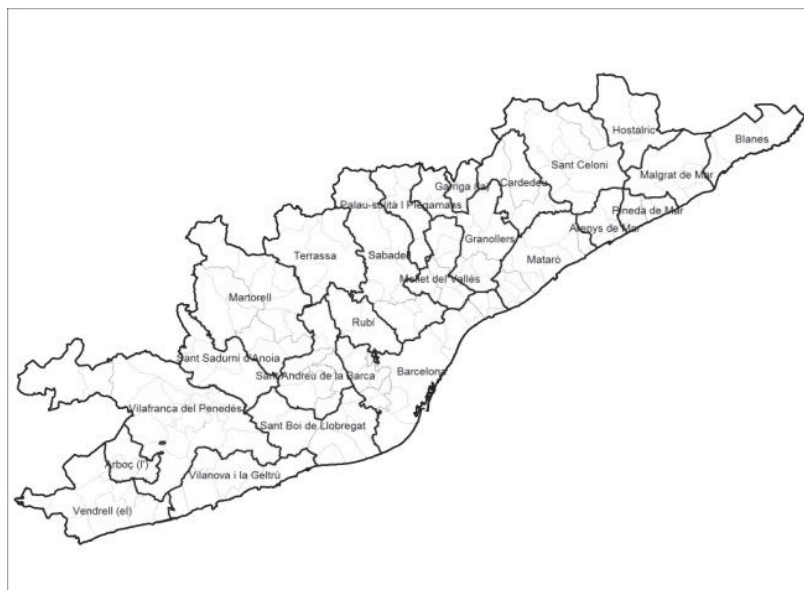 Hostalric
Blanes
Sant Celoni
Malgrat de Mar
Garriga (la)
Cardedeu
Palau-solità I Plegamans
Pineda de Mar
Arenys de Mar
Granollers
Terrassa
Sabadell
Mataró
Mollet del Vallès
Martorell
Rubí
Sant Sadurní d'Anoia
Barcelona
Sant Andreu de la Barca
Vilafranca del Penedès
Sant Boi de Llobregat
Arboç (l')
Vilanova i la Geltrú
Vendrell (el)